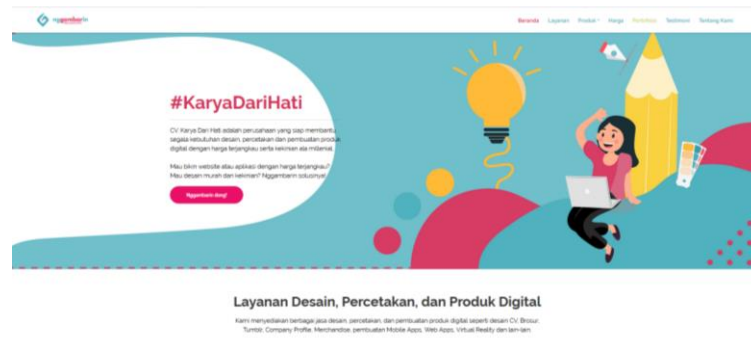 nggambarin
Beranda Layanan Produk Harga Portofolio Testimoni Tentang Kami
#KaryaDariHati
CV Karya Dari Hati adalah perusahaan yang siap membantu
segala kebutuhan desain, percetakan dan pembuatan produk
digital dengan harga terjangkau serta kekinian ala millenial.
Mau bikin website atau aplikasi dengan harga terjangkau?
Mau desain murah dan kekinian? Nggambarin solusinya!
Nggambarin dong!
Layanan Desain, Percetakan, dan Produk Digital
Kami menyediakan berbagai jasa desain, percetakan, dan pembuatan produk digital seperti desain CV, Brosur,
Tumblr, Company Profile, Merchandise, pembuatan Mobile Apps, Web Apps, Virtual Reality dan lain-lain